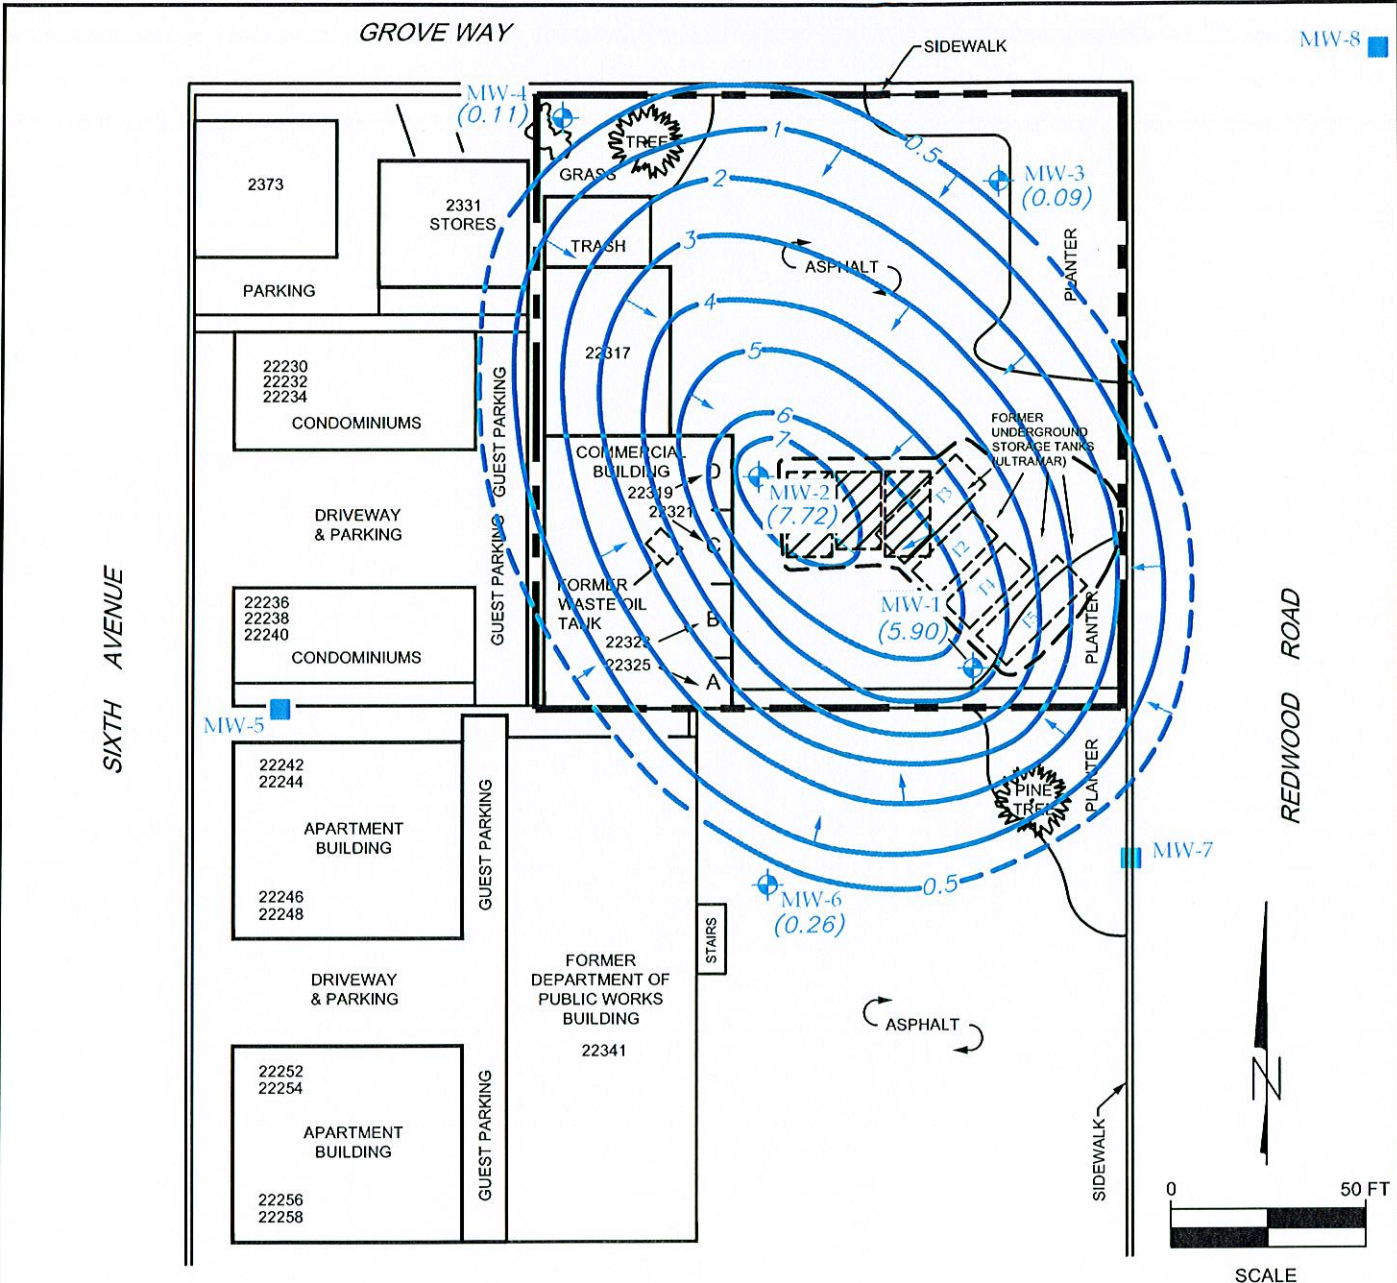 GROVE WAY
MW-8
SIDEWALK
MW-4
(0.11)
TREE
1
0.5
2373
GRASS
2
MW-3
(0.09)
2331
STORES
3
TRASH
ASPHALT
PLANTER
PARKING
4
22317
5
22230
22232
22234
CONDOMINIUMS
GUEST PARKING
6
7
FORMER
UNDERGROUND
STORAGE TANKS
(ULTRAMAR)
COMMERCIAL
BUILDING
22319
D
22321
C
MW-2
(7.72)
T3
T2
T4
T5
DRIVEWAY
& PARKING
GUEST PARKING
FORMER
WASTE OIL
TANK
22323
B
22325
A
MW-1
(5.90)
PLANTER
SIXTH AVENUE
REDWOOD ROAD
22236
22238
22240
CONDOMINIUMS
MW-5
22242
22244
APARTMENT
BUILDING
22246
22248
GUEST PARKING
PINE
TREE
PLANTER
MW-7
0.5
MW-6
(0.26)
STAIRS
FORMER
DEPARTMENT OF
PUBLIC WORKS
BUILDING
22341
DRIVEWAY
& PARKING
ASPHALT
22252
22254
APARTMENT
BUILDING
22256
22258
GUEST PARKING
SIDEWALK
N
0
50 FT
SCALE